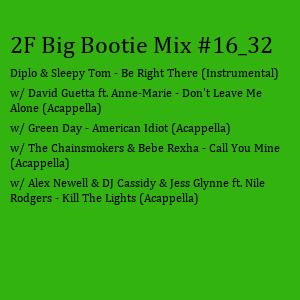 2F Big Bootie Mix #16_32
Diplo & Sleepy Tom - Be Right There (Instrumental)
w/ David Guetta ft. Anne-Marie - Don't Leave Me
Alone (Acappella)
w/ Green Day - American Idiot (Acappella)
w/ The Chainsmokers & Bebe Rexha - Call You Mine
(Acappella)
w/ Alex Newell & DJ Cassidy & Jess Glynne ft. Nile
Rodgers - Kill The Lights (Acappella)